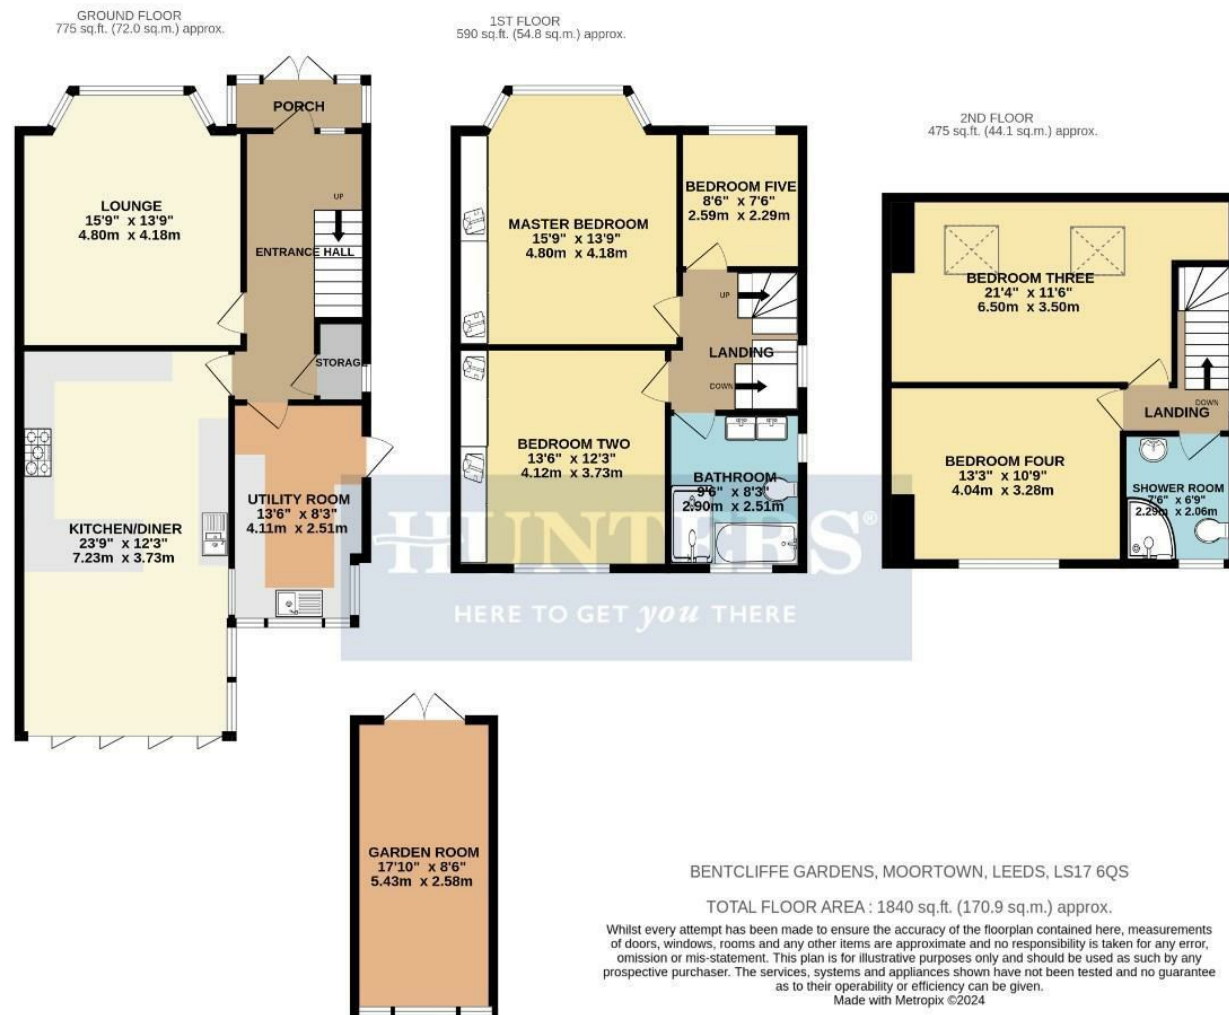 GROUND FLOOR
775 sq.ft. (72.0 sq.m.) approx.
PORCH
LOUNGE
15'9" x 13'9"
4.80m x 4.18m
UP
ENTRANCE HALL
STORAGE
KITCHEN/DINER
23'9" x 12'3"
7.23m x 3.73m
UTILITY ROOM
13'6" x 8'3"
4.11m x 2.51m
GARDEN ROOM
17'10" x 8'6"
5.43m x 2.58m
1ST FLOOR
590 sq.ft. (54.8 sq.m.) approx.
MASTER BEDROOM
15'9" x 13'9"
4.80m x 4.18m
BEDROOM FIVE
8'6" x 7'6"
2.59m x 2.29m
UP
LANDING
DOWN
BEDROOM TWO
13'6" x 12'3"
4.12m x 3.73m
BATHROOM
9'6" x 8'3"
2.90m x 2.51m
2ND FLOOR
475 sq.ft. (44.1 sq.m.) approx.
BEDROOM THREE
21'4" x 11'6"
6.50m x 3.50m
DOWN
LANDING
BEDROOM FOUR
13'3" x 10'9"
4.04m x 3.28m
SHOWER ROOM
7'6" x 6'9"
2.29m x 2.06m
HUNTERS®
HERE TO GET you THERE
BENTCLIFFE GARDENS, MOORTOWN, LEEDS, LS17 6QS
TOTAL FLOOR AREA : 1840 sq.ft. (170.9 sq.m.) approx.
Whilst every attempt has been made to ensure the accuracy of the floorplan contained here, measurements
of doors, windows, rooms and any other items are approximate and no responsibility is taken for any error,
omission or mis-statement. This plan is for illustrative purposes only and should be used as such by any
prospective purchaser. The services, systems and appliances shown have not been tested and no guarantee
as to their operability or efficiency can be given.
Made with Metropix ©2024